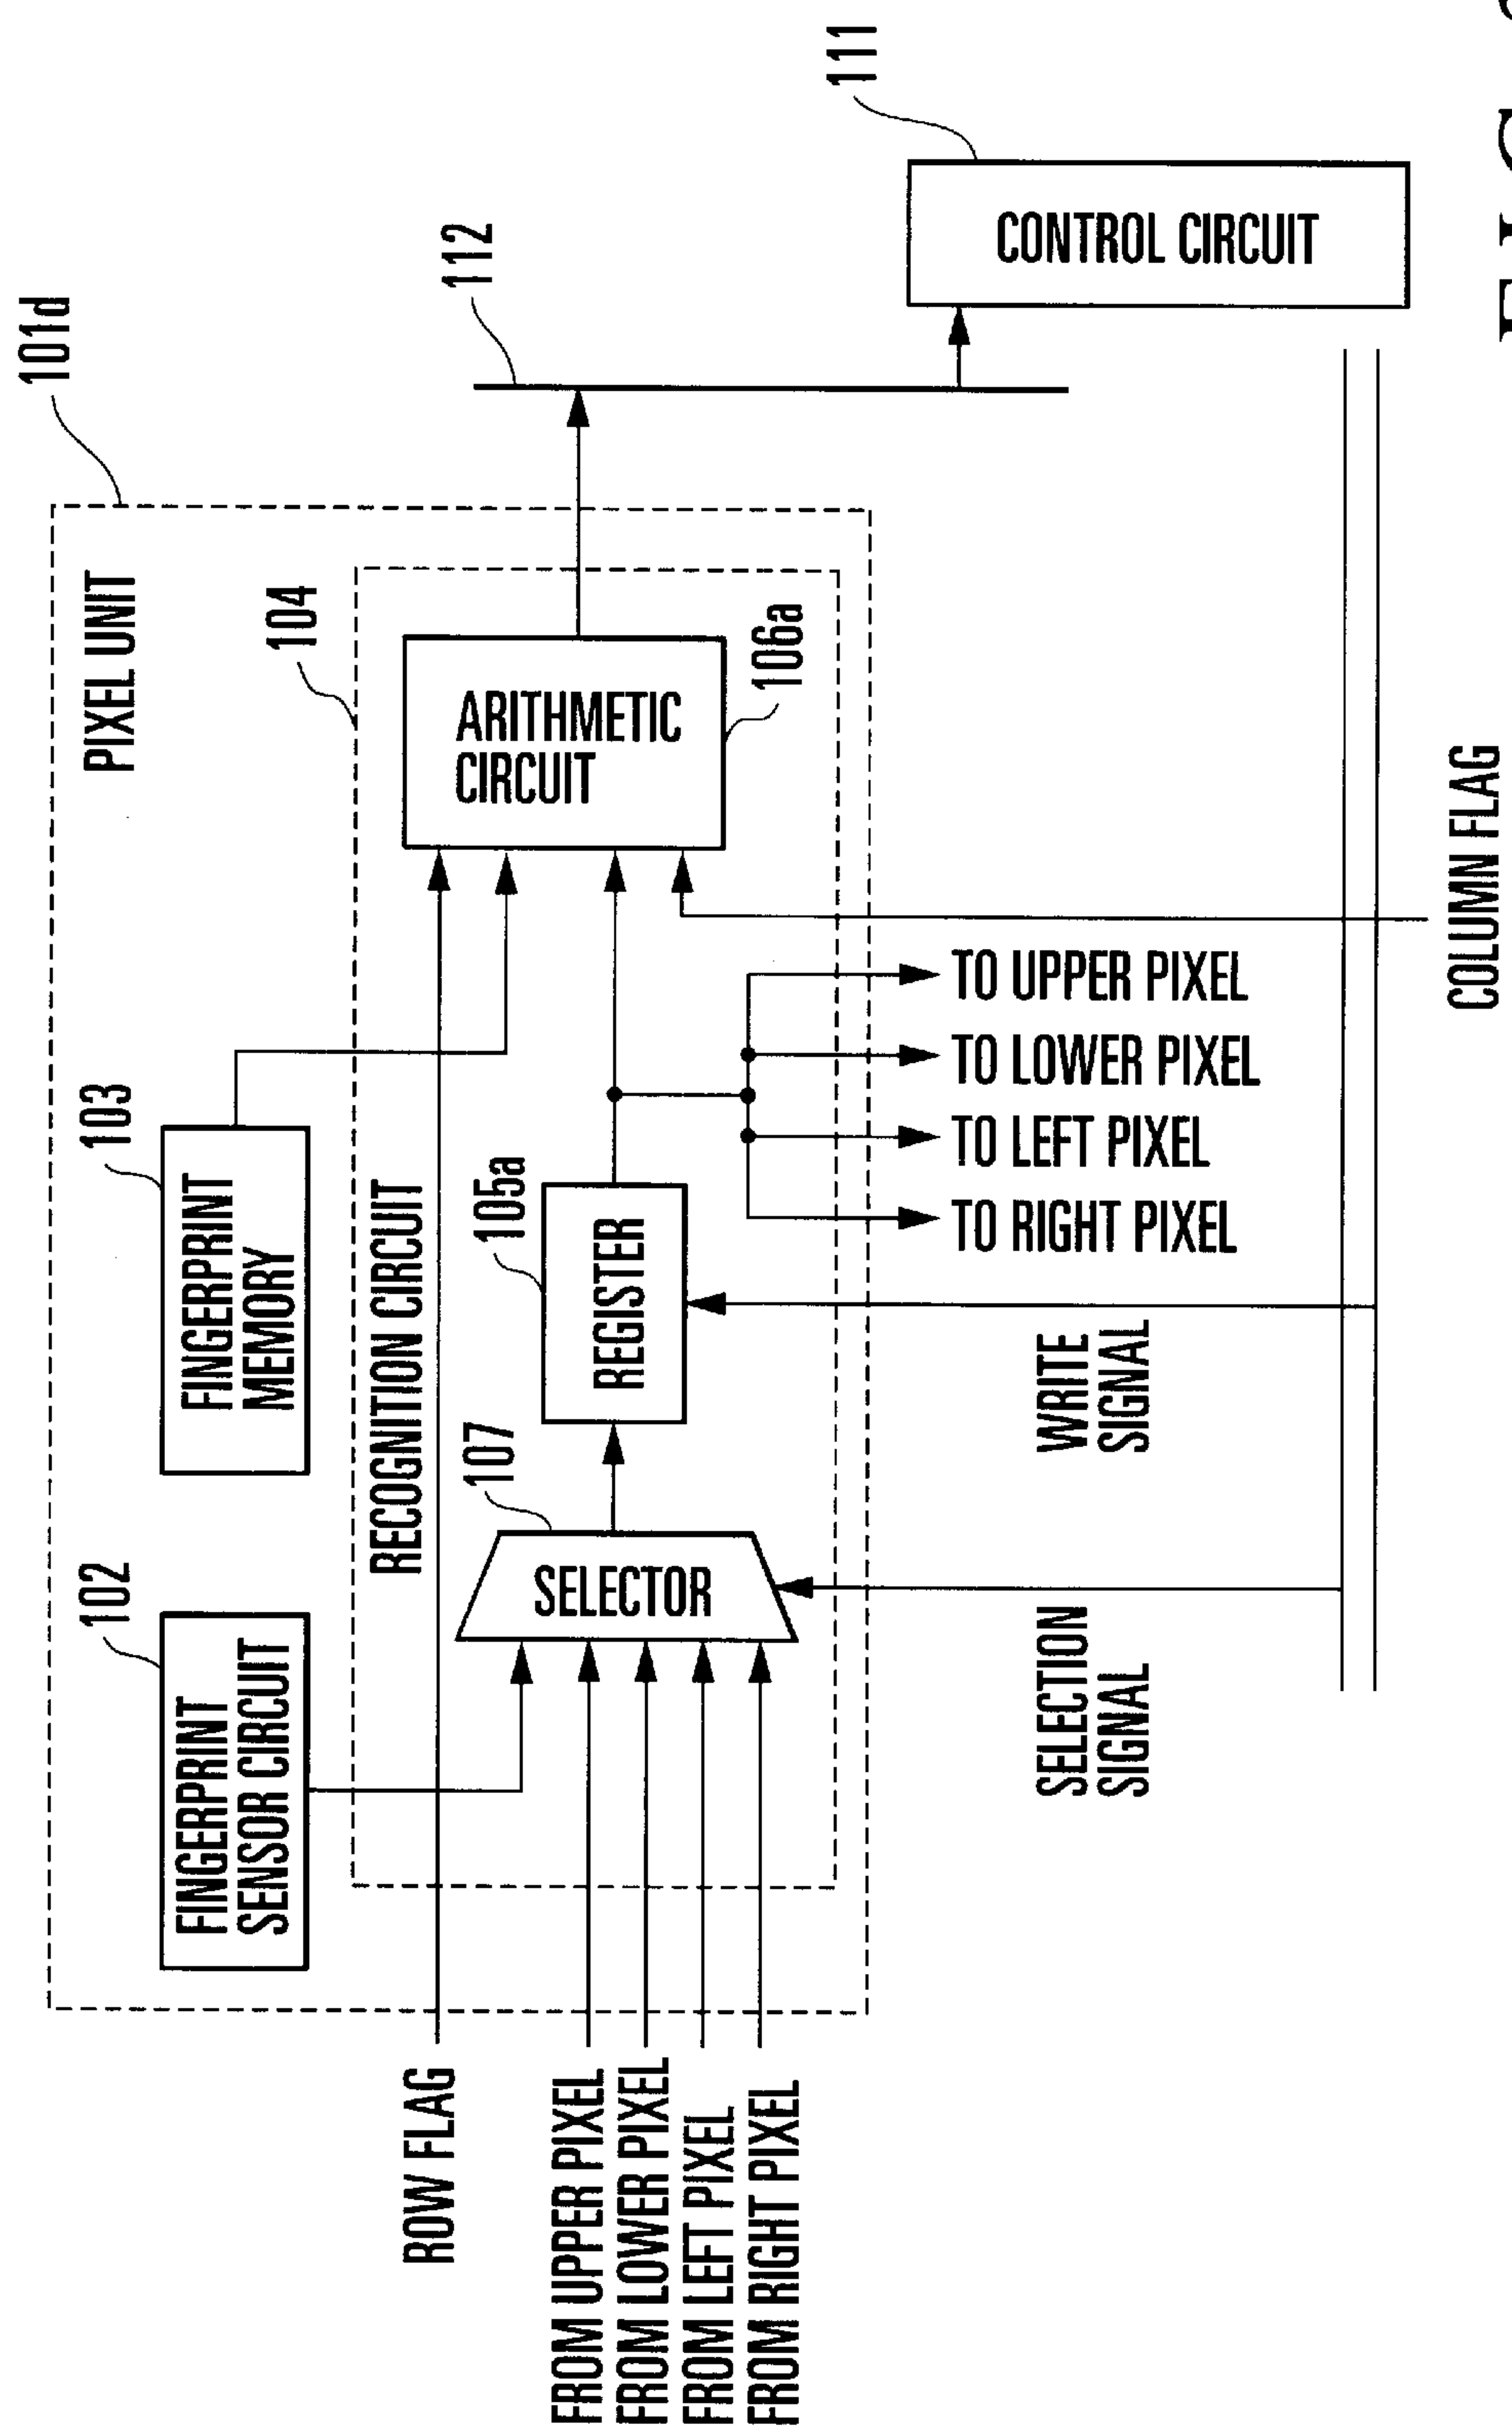 101d
PIXEL UNIT
102
FINGERPRINT
SENSOR CIRCUIT
103
FINGERPRINT
MEMORY
104
RECOGNITION CIRCUIT
ROW FLAG
107
SELECTOR
105a
REGISTER
ARITHMETIC
CIRCUIT
106a
112
111
CONTROL CIRCUIT
FROM UPPER PIXEL
FROM LOWER PIXEL
FROM LEFT PIXEL
FROM RIGHT PIXEL
TO RIGHT PIXEL
TO LEFT PIXEL
TO LOWER PIXEL
TO UPPER PIXEL
SELECTION
SIGNAL
WRITE
SIGNAL
COLUMN FLAG